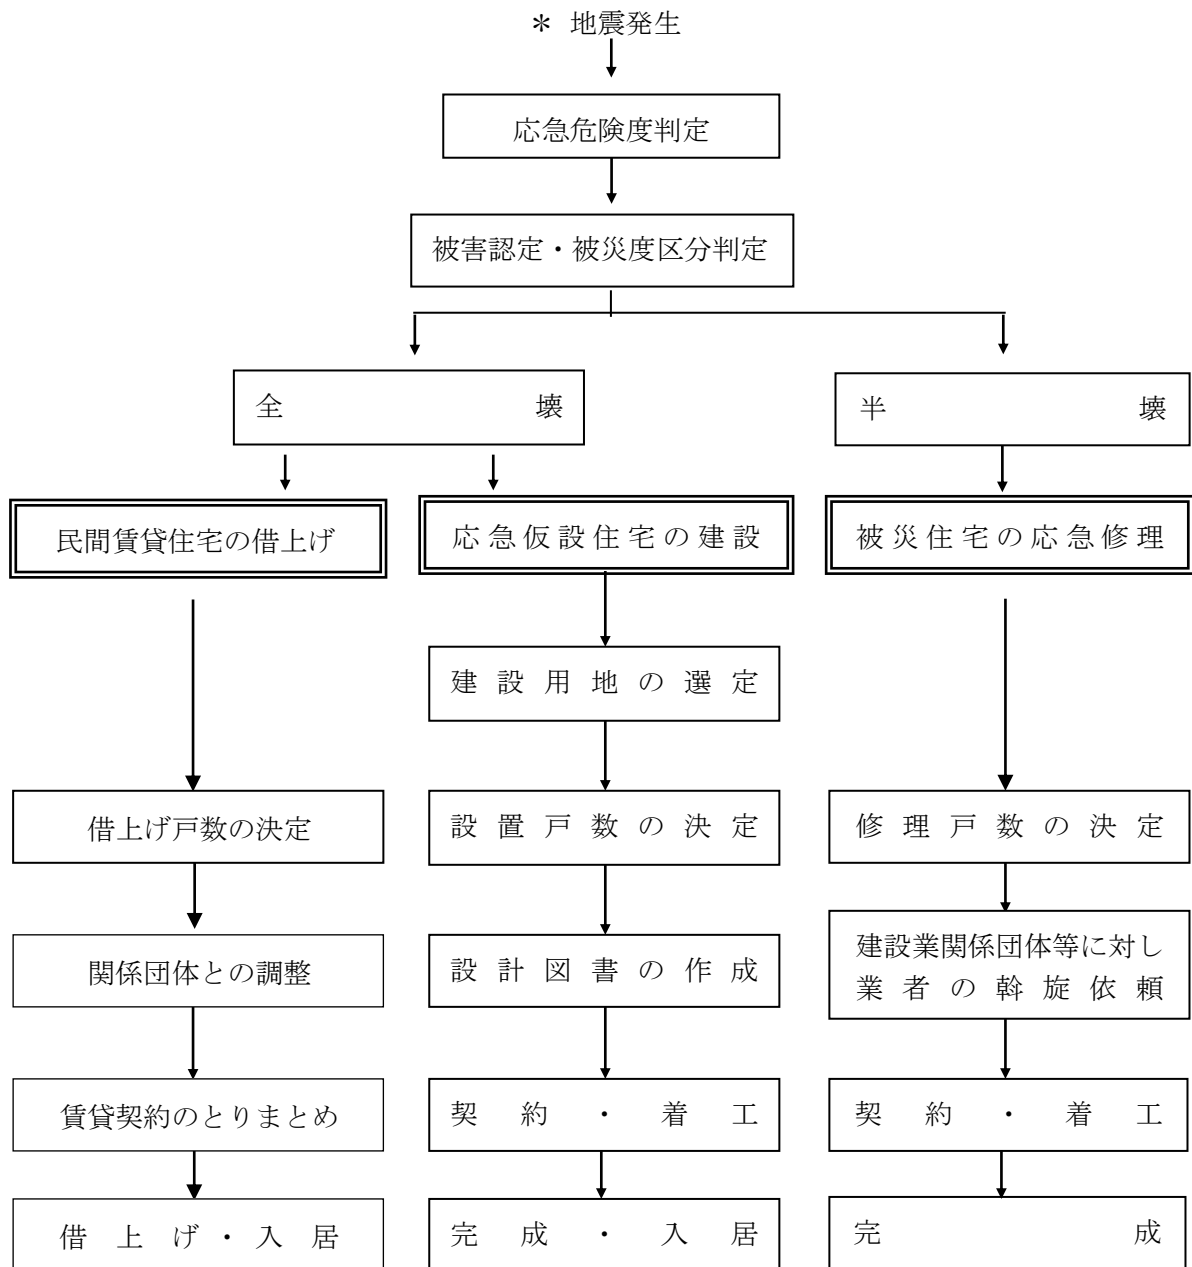 ＊ 地震発生
応急危険度判定
被害認定・被災度区分判定
全壊
半壊
民間賃貸住宅の借上げ
応急仮設住宅の建設
被災住宅の応急修理
建設用地の選定
借上げ戸数の決定
設置戸数の決定
修理戸数の決定
関係団体との調整
設計図書の作成
建設業関係団体等に対し
業者の斡旋依頼
賃貸契約のとりまとめ
契約・着工
契約・着工
借上げ・入居
完成・入居
完成